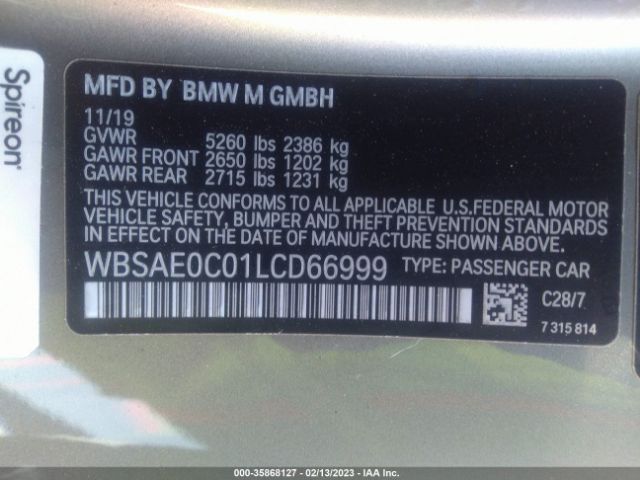 Spireon
MFD BY BMW M GMBH
11/19
GVWR 5260 lbs 2386 kg
GAWR FRONT 2650 lbs 1202 kg
GAWR REAR 2715 lbs 1231 kg
THIS VEHICLE CONFORMS TO ALL APPLICABLE U.S.FEDERAL MOTOR
VEHICLE SAFETY, BUMPER AND THEFT PREVENTION STANDARDS
IN EFFECT ON THE DATE OF MANUFACTURE SHOWN ABOVE.
WBSAE0C01LCD66999 TYPE: PASSENGER CAR
C28/7
7 315 814
000-35868127 - 02/13/2023 - IAA Inc.